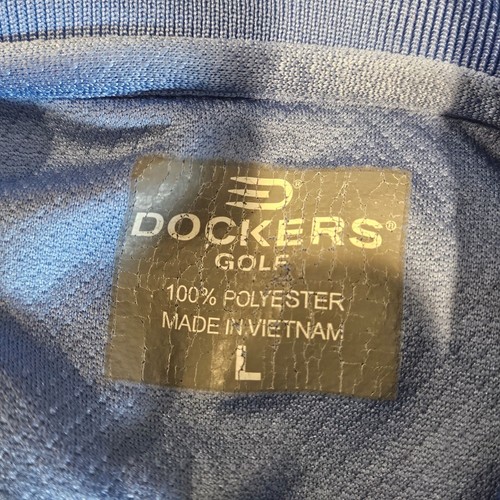 DOCKERS®
GOLF
100% POLYESTER
MADE IN VIETNAM
L